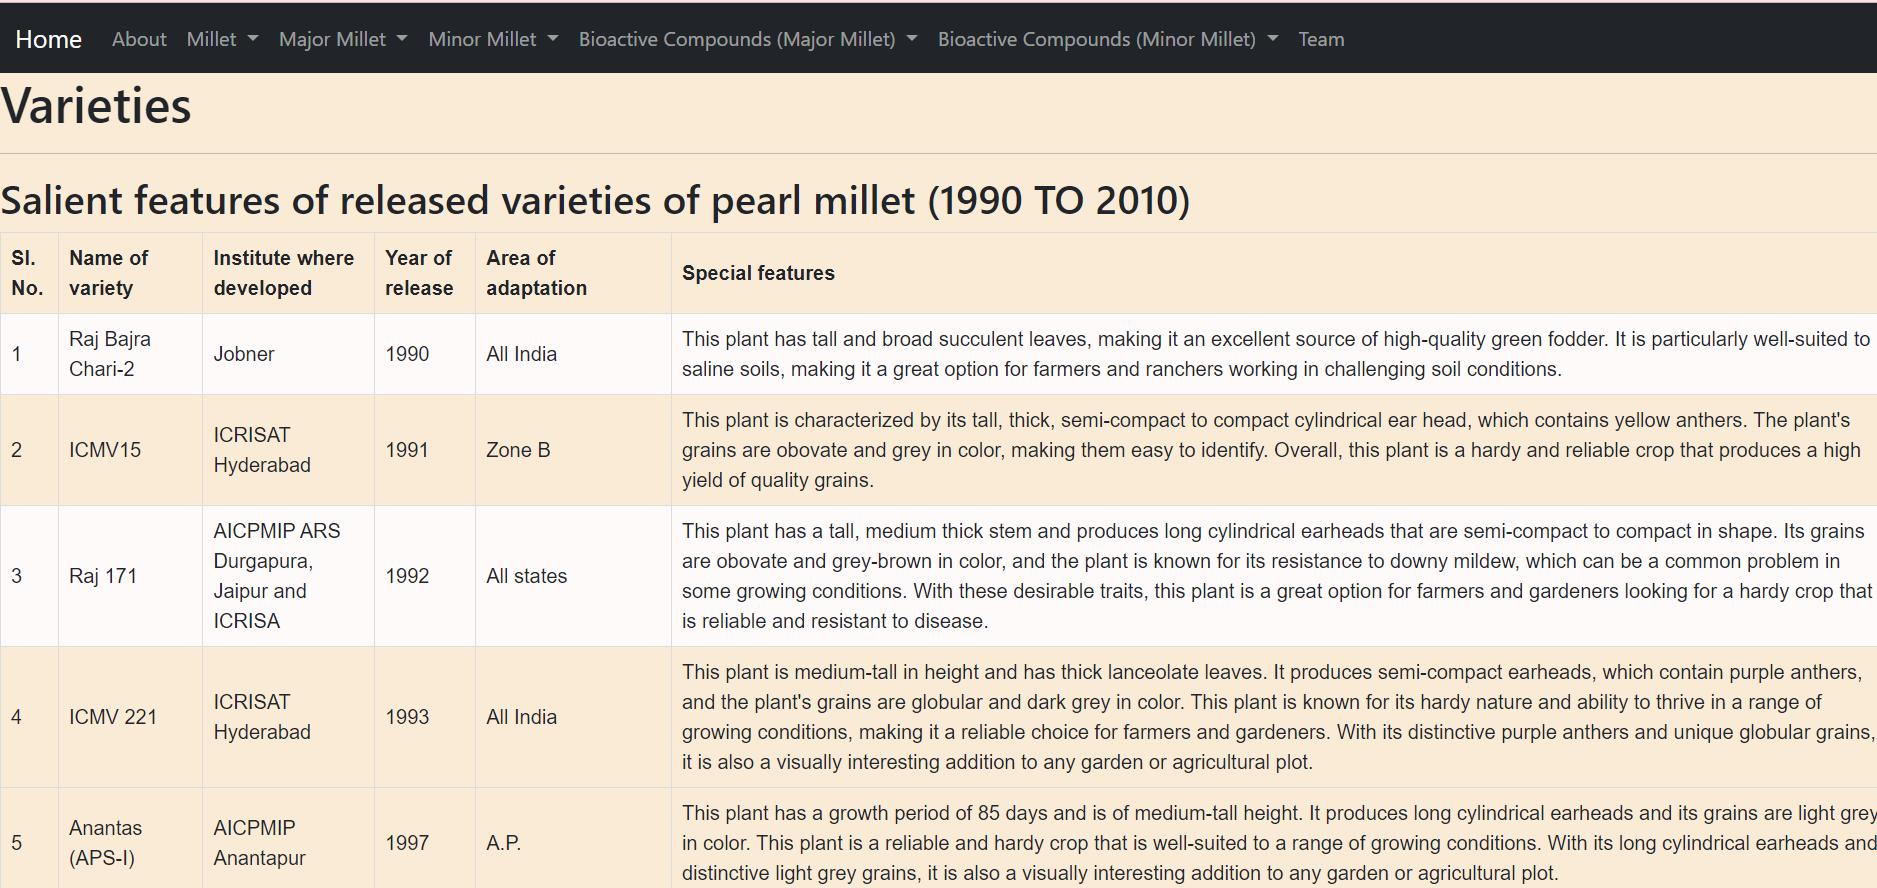 Home About Millet Major Millet Minor Millet Bioactive Compounds (Major Millet) Bioactive Compounds (Minor Millet) Team
Varieties
Salient features of released varieties of pearl millet (1990 TO 2010)
Sl. No.
Name of variety
Institute where developed
Year of release
Area of adaptation
Special features
1
Raj Bajra
Chari-2
Jobner
1990
All India
This plant has tall and broad succulent leaves, making it an excellent source of high-quality green fodder. It is particularly well-suited to
saline soils, making it a great option for farmers and ranchers working in challenging soil conditions.
2
ICMV15
ICRISAT
Hyderabad
1991
Zone B
This plant is characterized by its tall, thick, semi-compact to compact cylindrical ear head, which contains yellow anthers. The plant's
grains are obovate and grey in color, making them easy to identify. Overall, this plant is a hardy and reliable crop that produces a high
yield of quality grains.
3
Raj 171
AICPMIP ARS
Durgapura,
Jaipur and
ICRISA
1992
All states
This plant has a tall, medium thick stem and produces long cylindrical earheads that are semi-compact to compact in shape. Its grains
are obovate and grey-brown in color, and the plant is known for its resistance to downy mildew, which can be a common problem in
some growing conditions. With these desirable traits, this plant is a great option for farmers and gardeners looking for a hardy crop that
is reliable and resistant to disease.
4
ICMV 221
ICRISAT
Hyderabad
1993
All India
This plant is medium-tall in height and has thick lanceolate leaves. It produces semi-compact earheads, which contain purple anthers,
and the plant's grains are globular and dark grey in color. This plant is known for its hardy nature and ability to thrive in a range of
growing conditions, making it a reliable choice for farmers and gardeners. With its distinctive purple anthers and unique globular grains,
it is also a visually interesting addition to any garden or agricultural plot.
5
Anantas
(APS-I)
AICPMIP
Anantapur
1997
A.P.
This plant has a growth period of 85 days and is of medium-tall height. It produces long cylindrical earheads and its grains are light grey
in color. This plant is a reliable and hardy crop that is well-suited to a range of growing conditions. With its long cylindrical earheads and
distinctive light grey grains, it is also a visually interesting addition to any garden or agricultural plot.